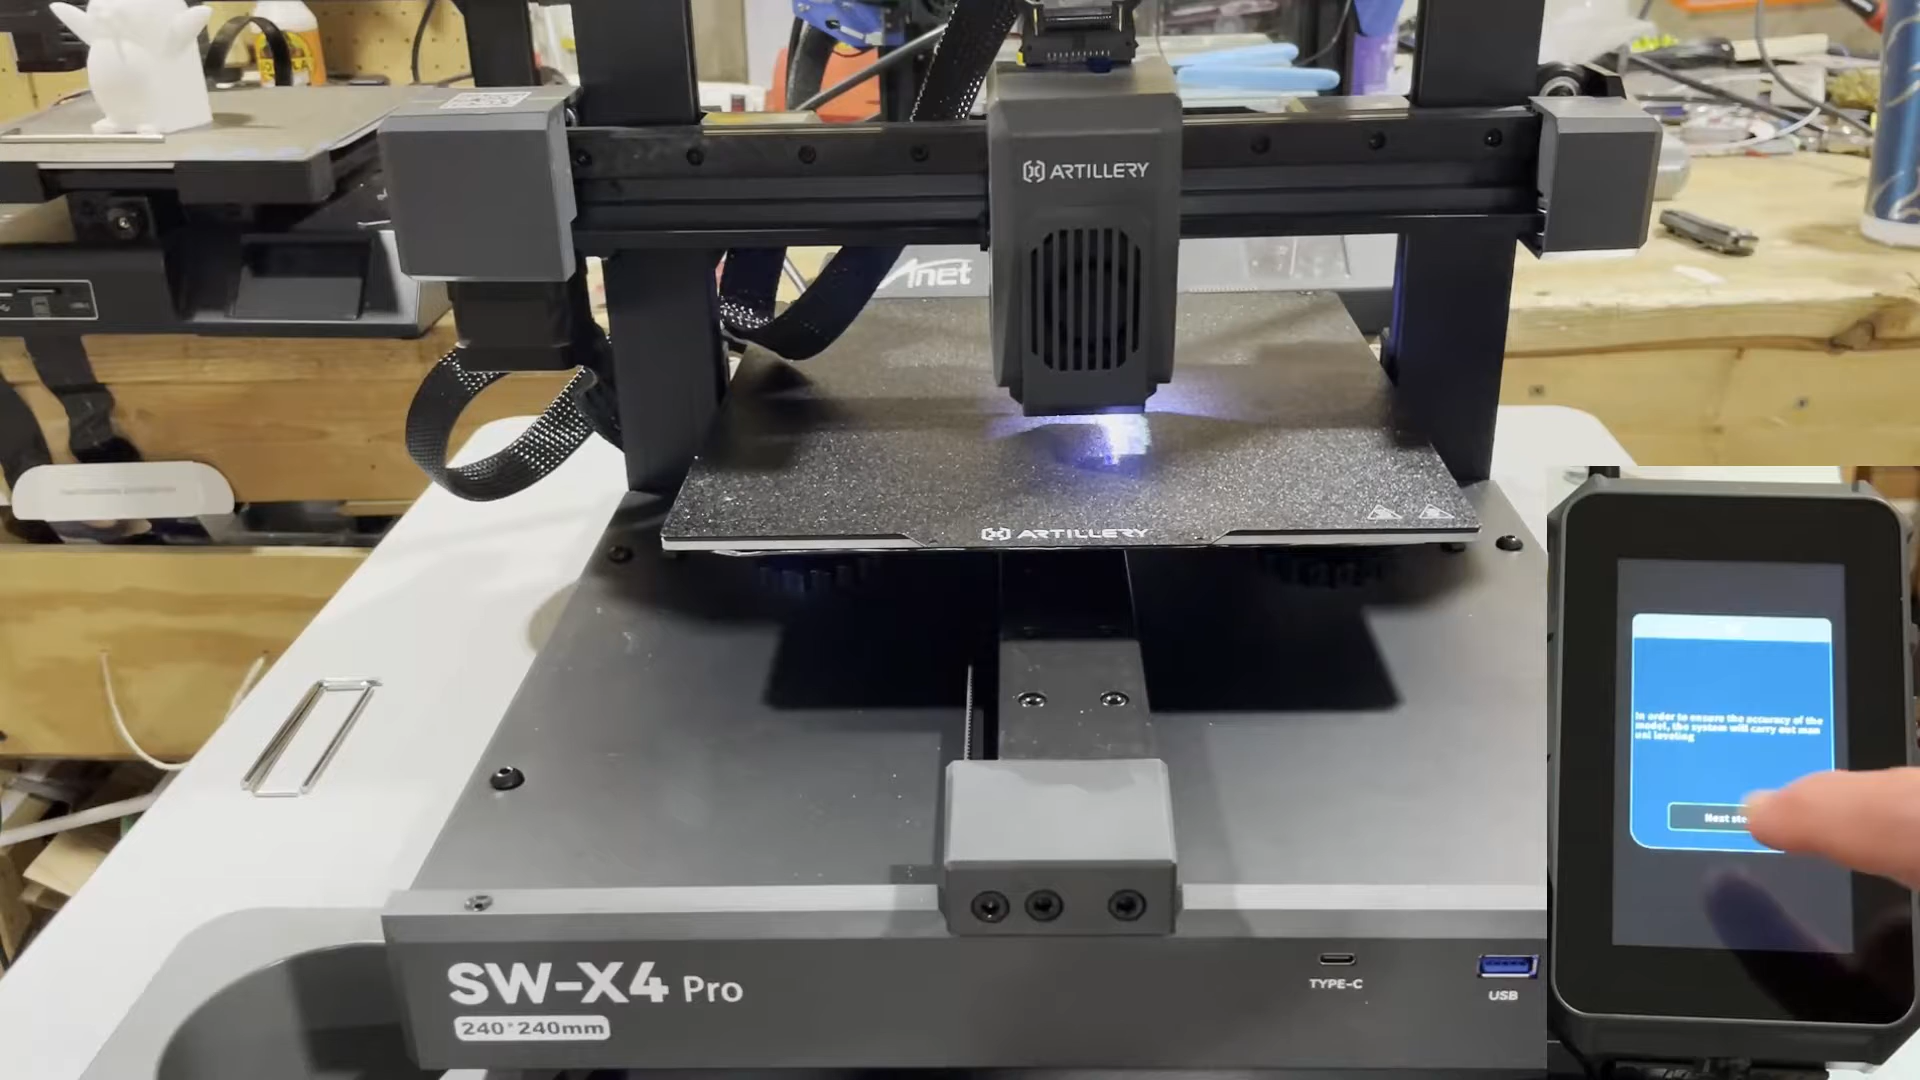 ARTILLERY
Anet
ARTILLERY
SW-X4 Pro
240*240mm
TYPE-C
USB
In order to ensure the accuracy of the
model, the system will carry out man
ual leveling
Next